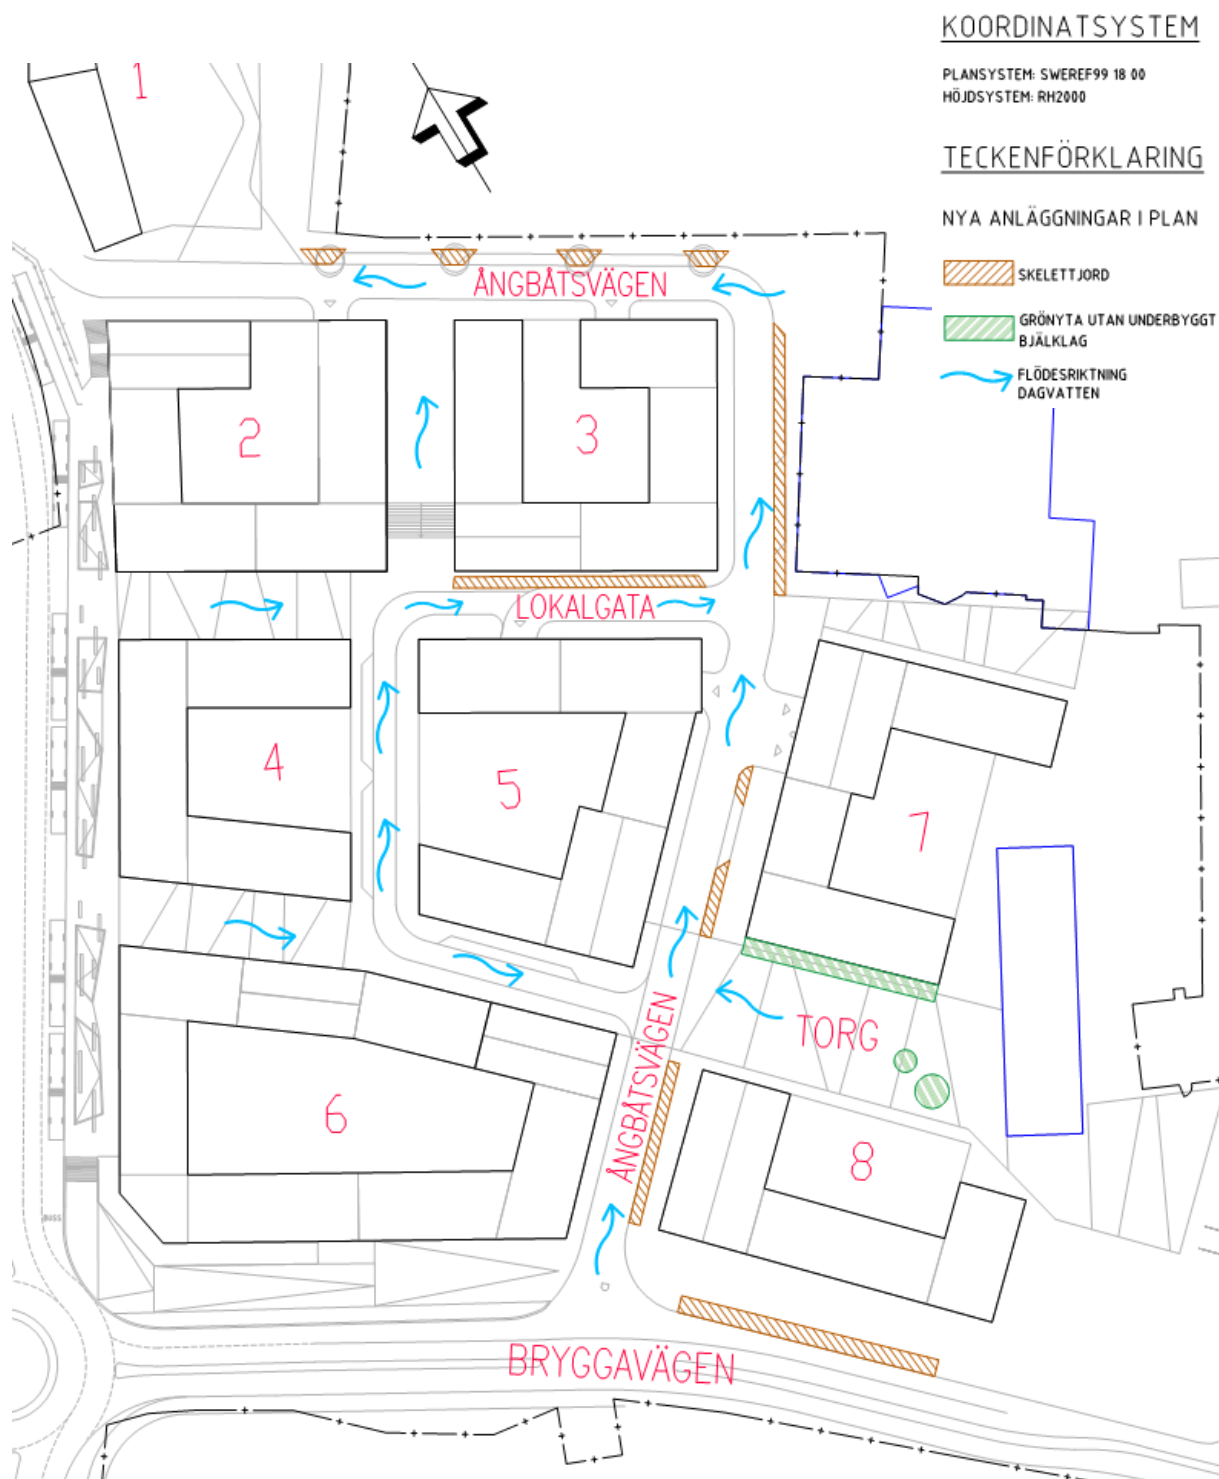 KOORDINATSYSTEM
PLANSYSTEM: SWEREF99 18 00
HÖJDSYSTEM: RH2000
TECKENFÖRKLARING
NYA ANLÄGGNINGAR I PLAN
SKELETTJORD
GRÖNYTA UTAN UNDERBYGGT
BJÄLKLAG
FLÖDESRIKTNING
DAGVATTEN
1
ÅNGBÅTSVÄGEN
2
3
LOKALGATA
4
5
7
TORG
ÅNGBÅTSVÄGEN
6
8
BUSS
BRYGGAVÄGEN